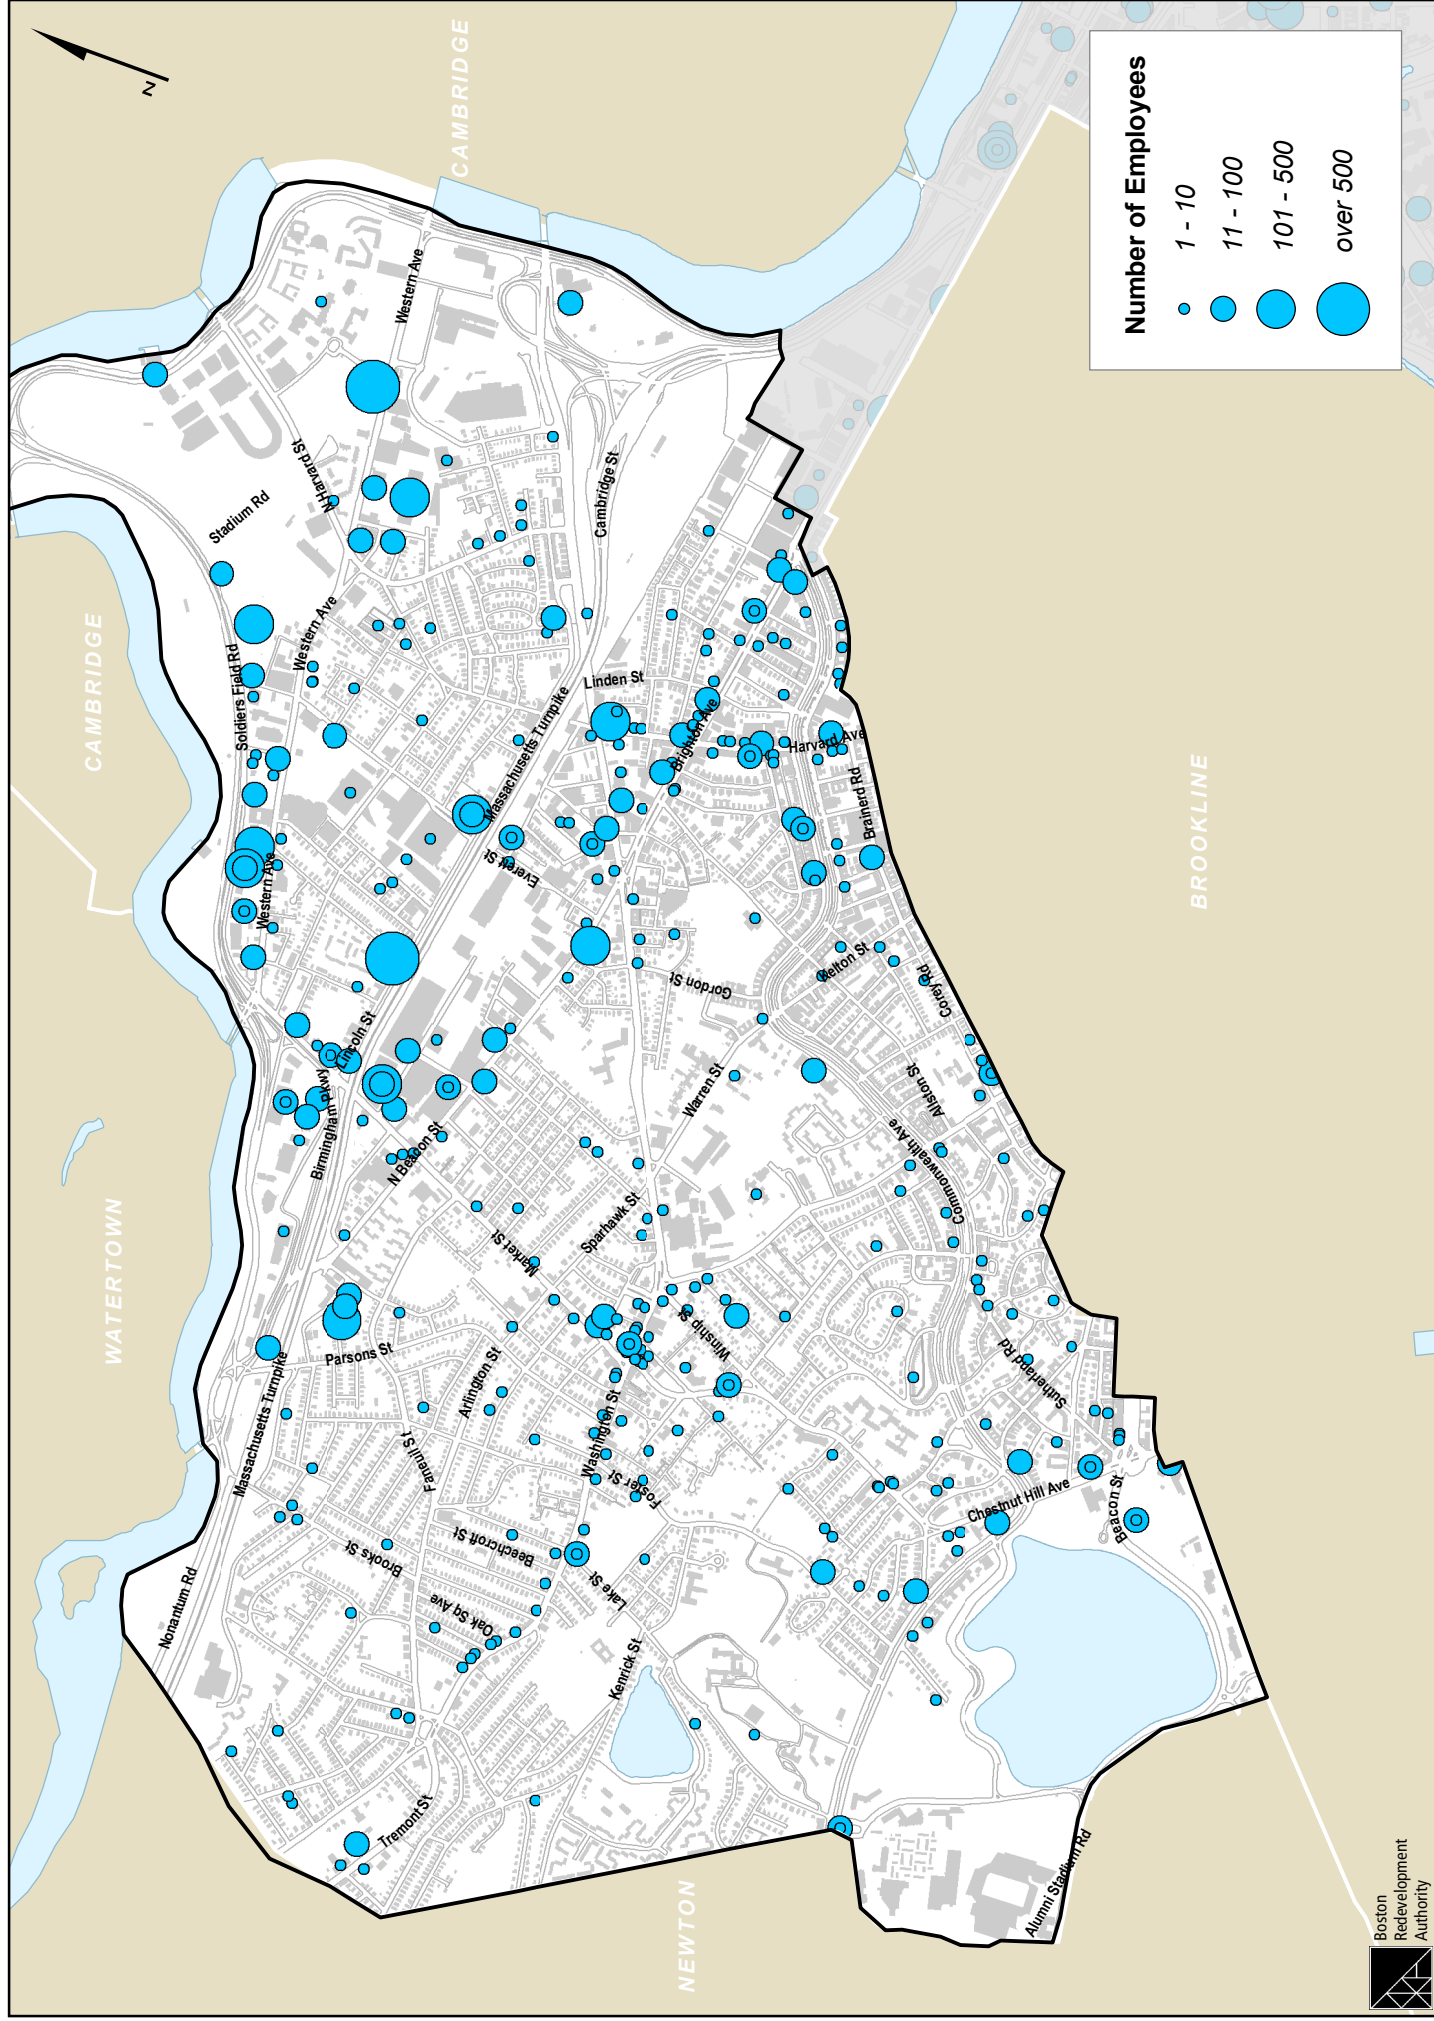 CAMBRIDGE
CAMBRIDGE
WATERTOWN
NEWTON
BROOKLINE
N
Number of Employees
1 - 10
11 - 100
101 - 500
over 500
Western Ave
N Harvard St
Stadium Rd
Cambridge St
Western Ave
Soldiers Field Rd
Linden St
Massachusetts Turnpike
Brighton Ave
Harvard Ave
Brainerd Rd
Everett St
Western Ave
Gordon St
Kelton St
Corey Rd
Lincoln St
Birmingham Pkwy
Warren St
Allston St
Commonwealth Ave
N Beacon St
Market St
Sparhawk St
Winship St
Parsons St
Massachusetts Turnpike
Arlington St
Faneuil St
Washington St
Foster St
Sutherland Rd
Chestnut Hill Ave
Beacon St
Brooks St
Beechcroft St
Lake St
Oak Sq Ave
Nonantum Rd
Kenrick St
Tremont St
Alumni Stadium Rd
Boston
Redevelopment
Authority